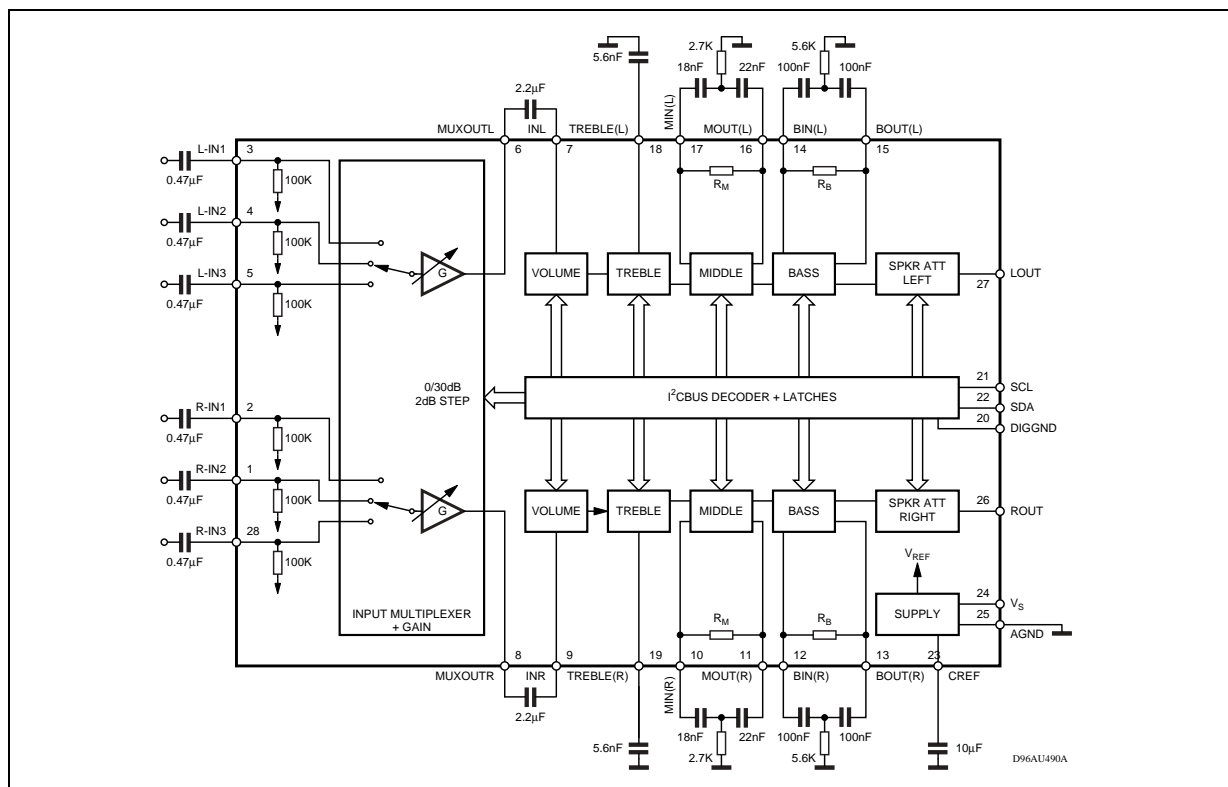 5.6nF
2.7K
18nF 22nF
5.6K
100nF 100nF
2.2µF
MIN(L)
MUXOUTL INL TREBLE(L) MOUT(L) BIN(L) BOUT(L)
6 7 18 17 16 14 15
L-IN1 3
0.47µF
100K
RM
RB
L-IN2 4
0.47µF
100K
L-IN3 5
0.47µF
100K
G
VOLUME
TREBLE
MIDDLE
BASS
SPKR ATT
LEFT
27
LOUT
0/30dB
2dB STEP
I2CBUS DECODER + LATCHES
21
SCL
22
SDA
20
DIGGND
R-IN1 2
0.47µF
100K
R-IN2 1
0.47µF
100K
R-IN3 28
0.47µF
100K
G
VOLUME
TREBLE
MIDDLE
BASS
SPKR ATT
RIGHT
26
ROUT
VREF
SUPPLY
24
VS
25
AGND
INPUT MULTIPLEXER
+ GAIN
RM
RB
8 9 19 10 11 12 13 23
MUXOUTR INR TREBLE(R) MOUT(R) BIN(R) BOUT(R) CREF
MIN(R)
2.2µF
5.6nF
18nF 22nF
2.7K
100nF 100nF
5.6K
10µF
D96AU490A